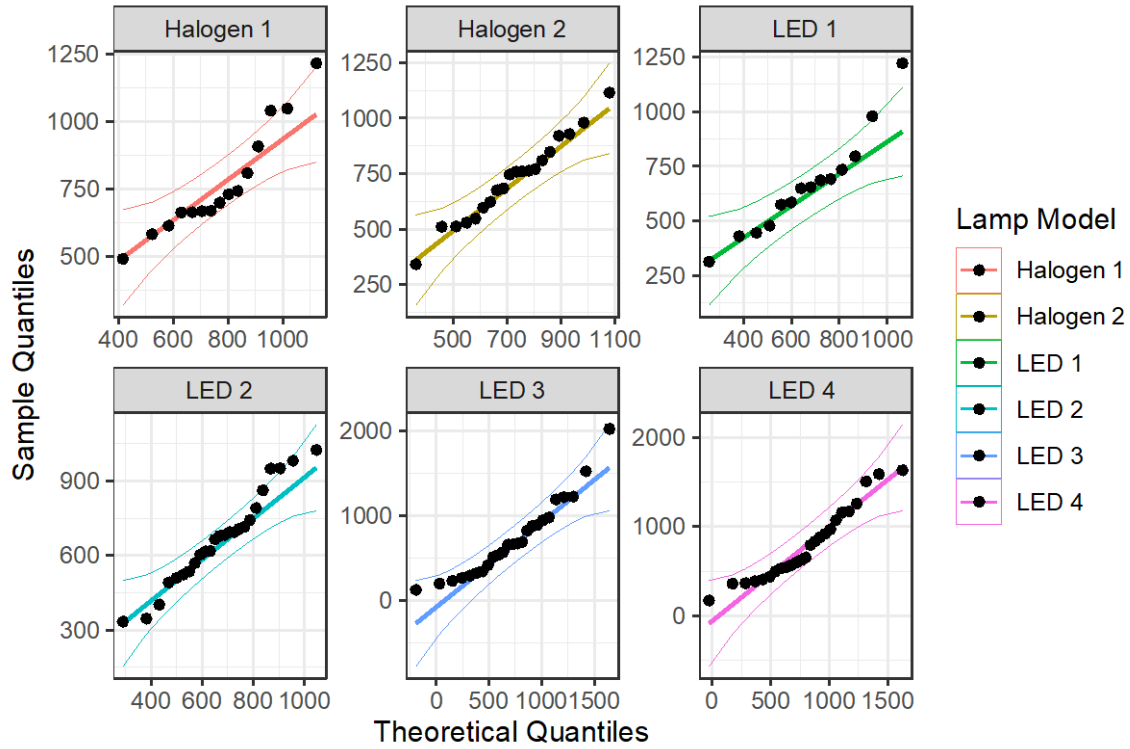 Halogen 1 Halogen 2 LED 1
1250 1250 1250
1000 1000 1000
750 750 750
500 500 500
250 250
400 600 800 1000 500 700 900 1100 400 600 800 1000
LED 2 LED 3 LED 4
900 2000 2000
600 1000 1000
300 0 0
400 600 800 1000 0 500 1000 1500 0 500 1000 1500
Sample Quantiles
Theoretical Quantiles
Lamp Model
Halogen 1
Halogen 2
LED 1
LED 2
LED 3
LED 4